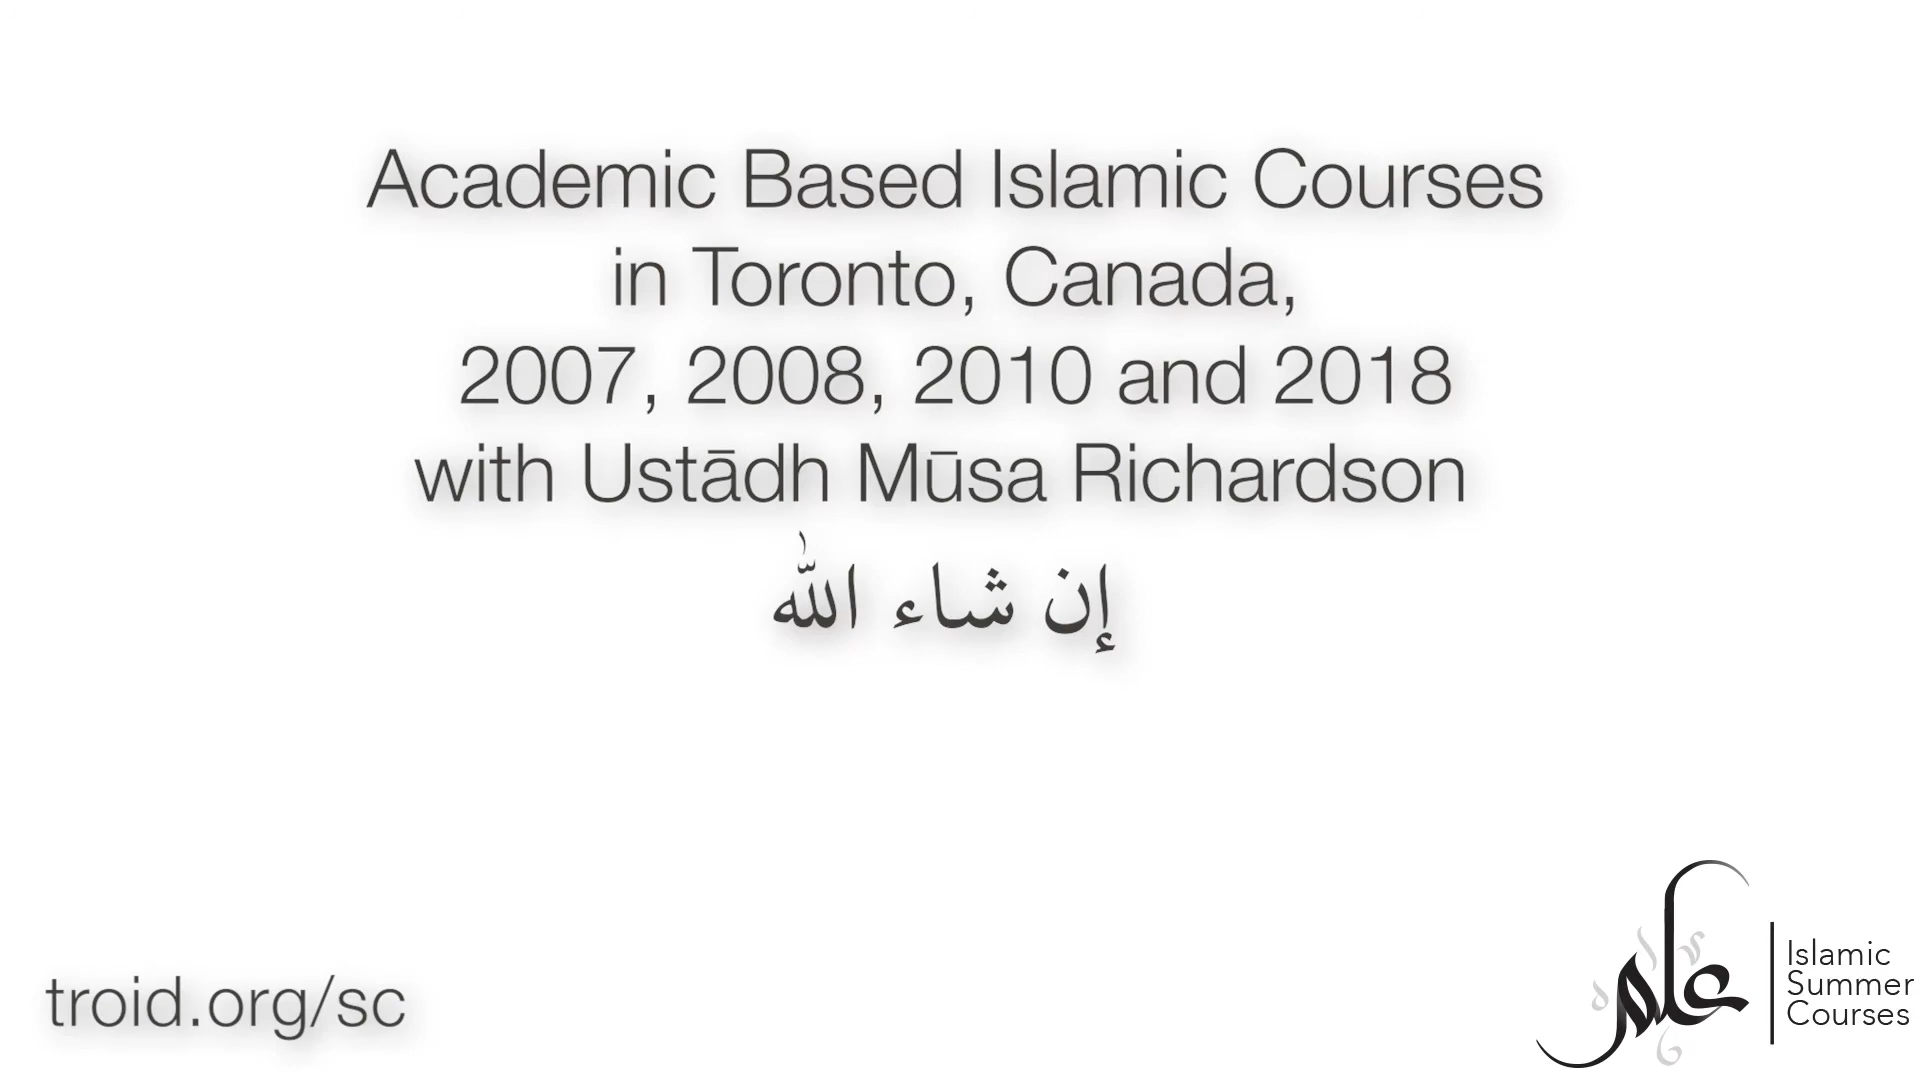 Academic Based Islamic Courses
in Toronto, Canada,
2007, 2008, 2010 and 2018
with Ustādh Mūsa Richardson
إن شاء الله
troid.org/sc
علم
Islamic
Summer
Courses